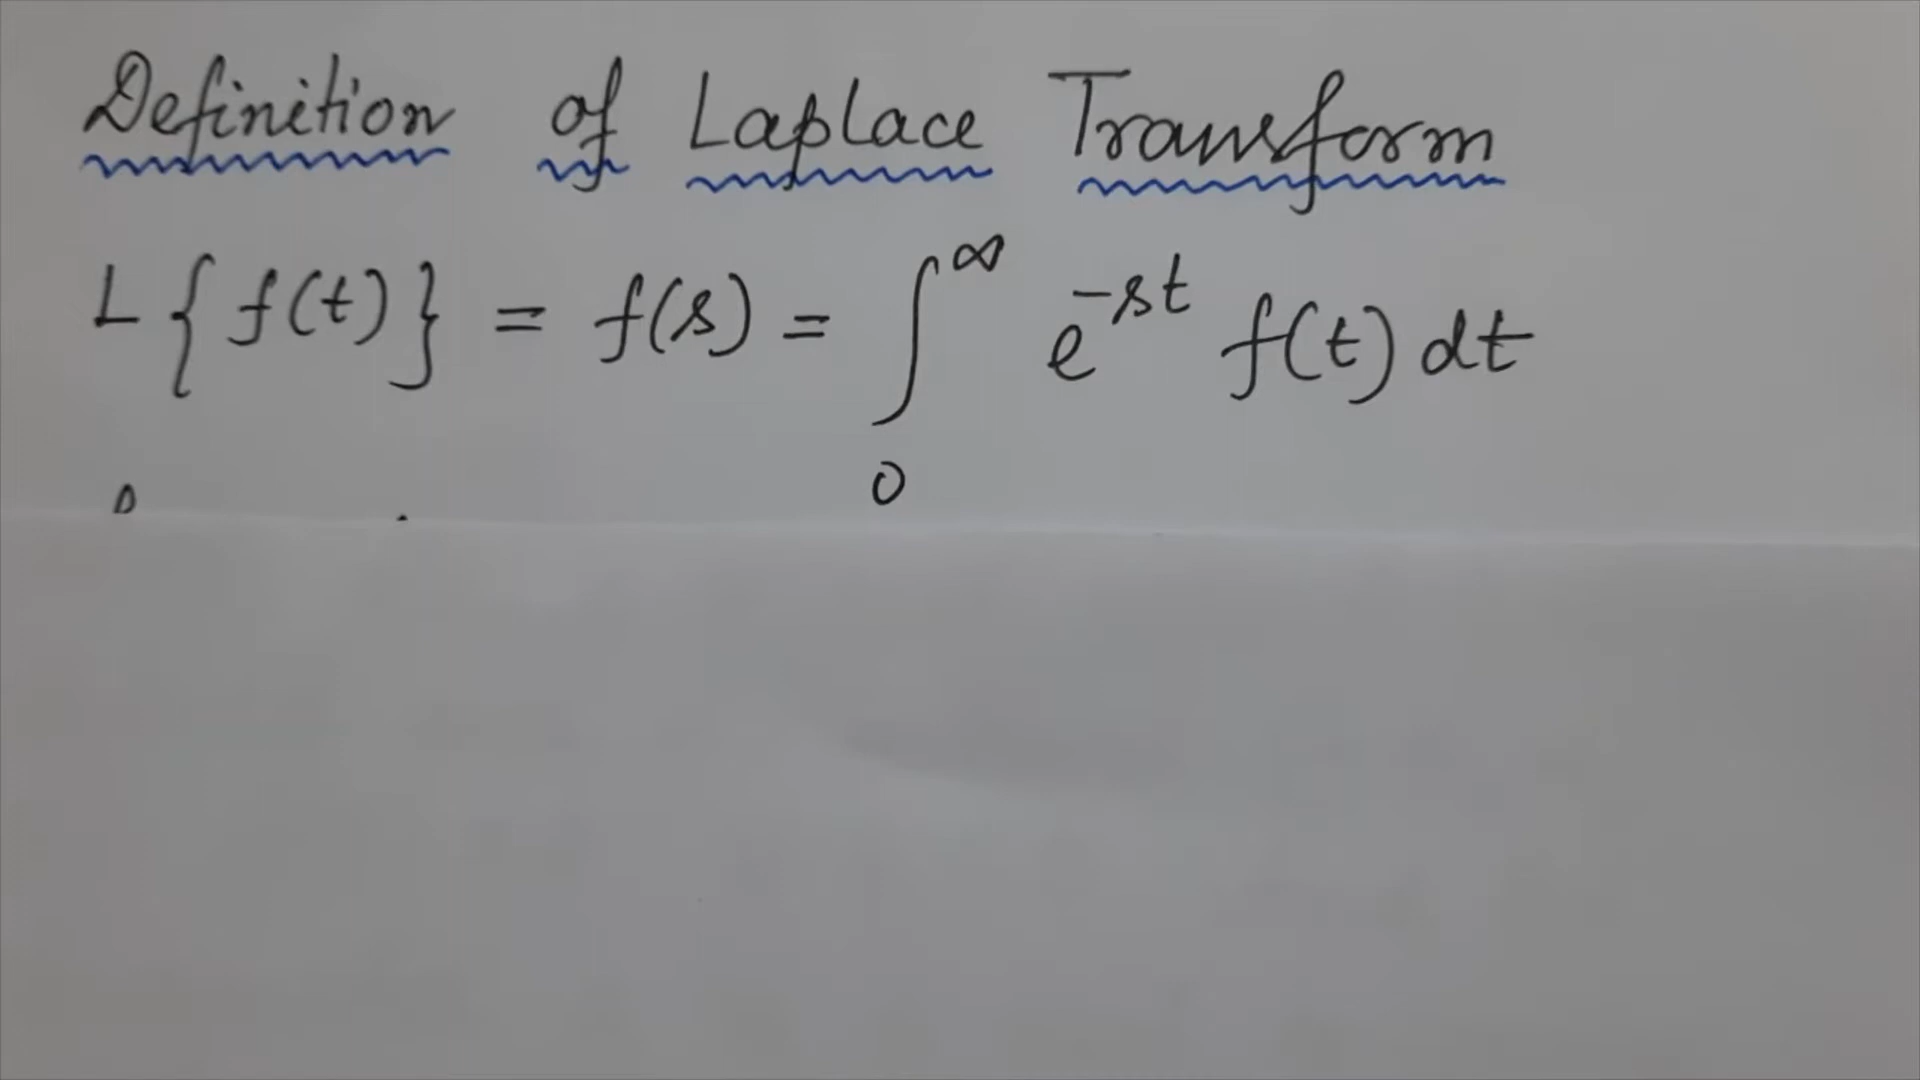 Definition of Laplace Transform
L{f(t)} = f(s) = ∫₀^∞ e^{-st} f(t) dt